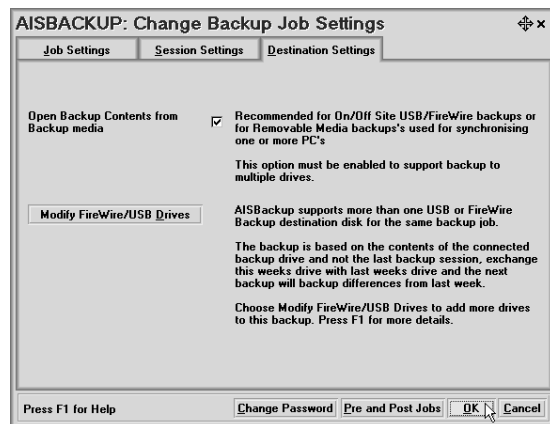 AISBACKUP: Change Backup Job Settings
Job Settings
Session Settings
Destination Settings
Open Backup Contents from
Backup media
Recommended for On/Off Site USB/FireWire backups or
for Removable Media backups's used for synchronising
one or more PC's
This option must be enabled to support backup to
multiple drives.
Modify FireWire/USB Drives
AISBackup supports more than one USB or FireWire
Backup destination disk for the same backup job.
The backup is based on the contents of the connected
backup drive and not the last backup session, exchange
this weeks drive with last weeks drive and the next
backup will backup differences from last week.
Choose Modify FireWire/USB Drives to add more drives
to this backup. Press F1 for more details.
Press F1 for Help
Change Password
Pre and Post Jobs
OK
Cancel